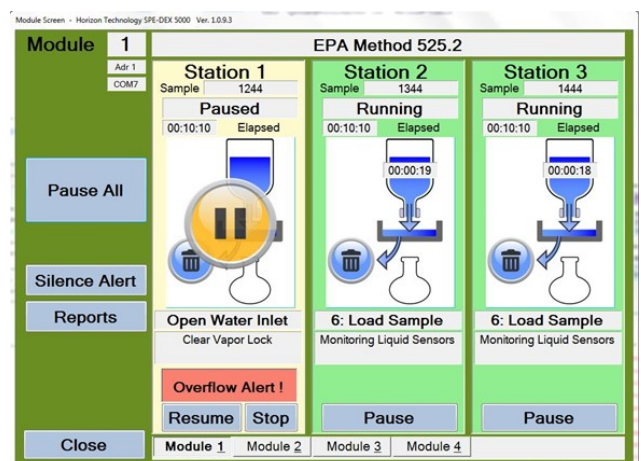 Module Screen - Horizon Technology SPE-DEX 5000 Ver. 1.0.9.3
Module 1
Adr 1
COM7
EPA Method 525.2
Pause All
Silence Alert
Reports
Close
Station 1
Sample 1244
Paused
00:10:10 Elapsed
Open Water Inlet
Clear Vapor Lock
Overflow Alert !
Resume Stop
Station 2
Sample 1344
Running
00:10:10 Elapsed
00:00:19
6: Load Sample
Monitoring Liquid Sensors
Pause
Station 3
Sample 1444
Running
00:10:10 Elapsed
00:00:18
6: Load Sample
Monitoring Liquid Sensors
Pause
Module 1 Module 2 Module 3 Module 4